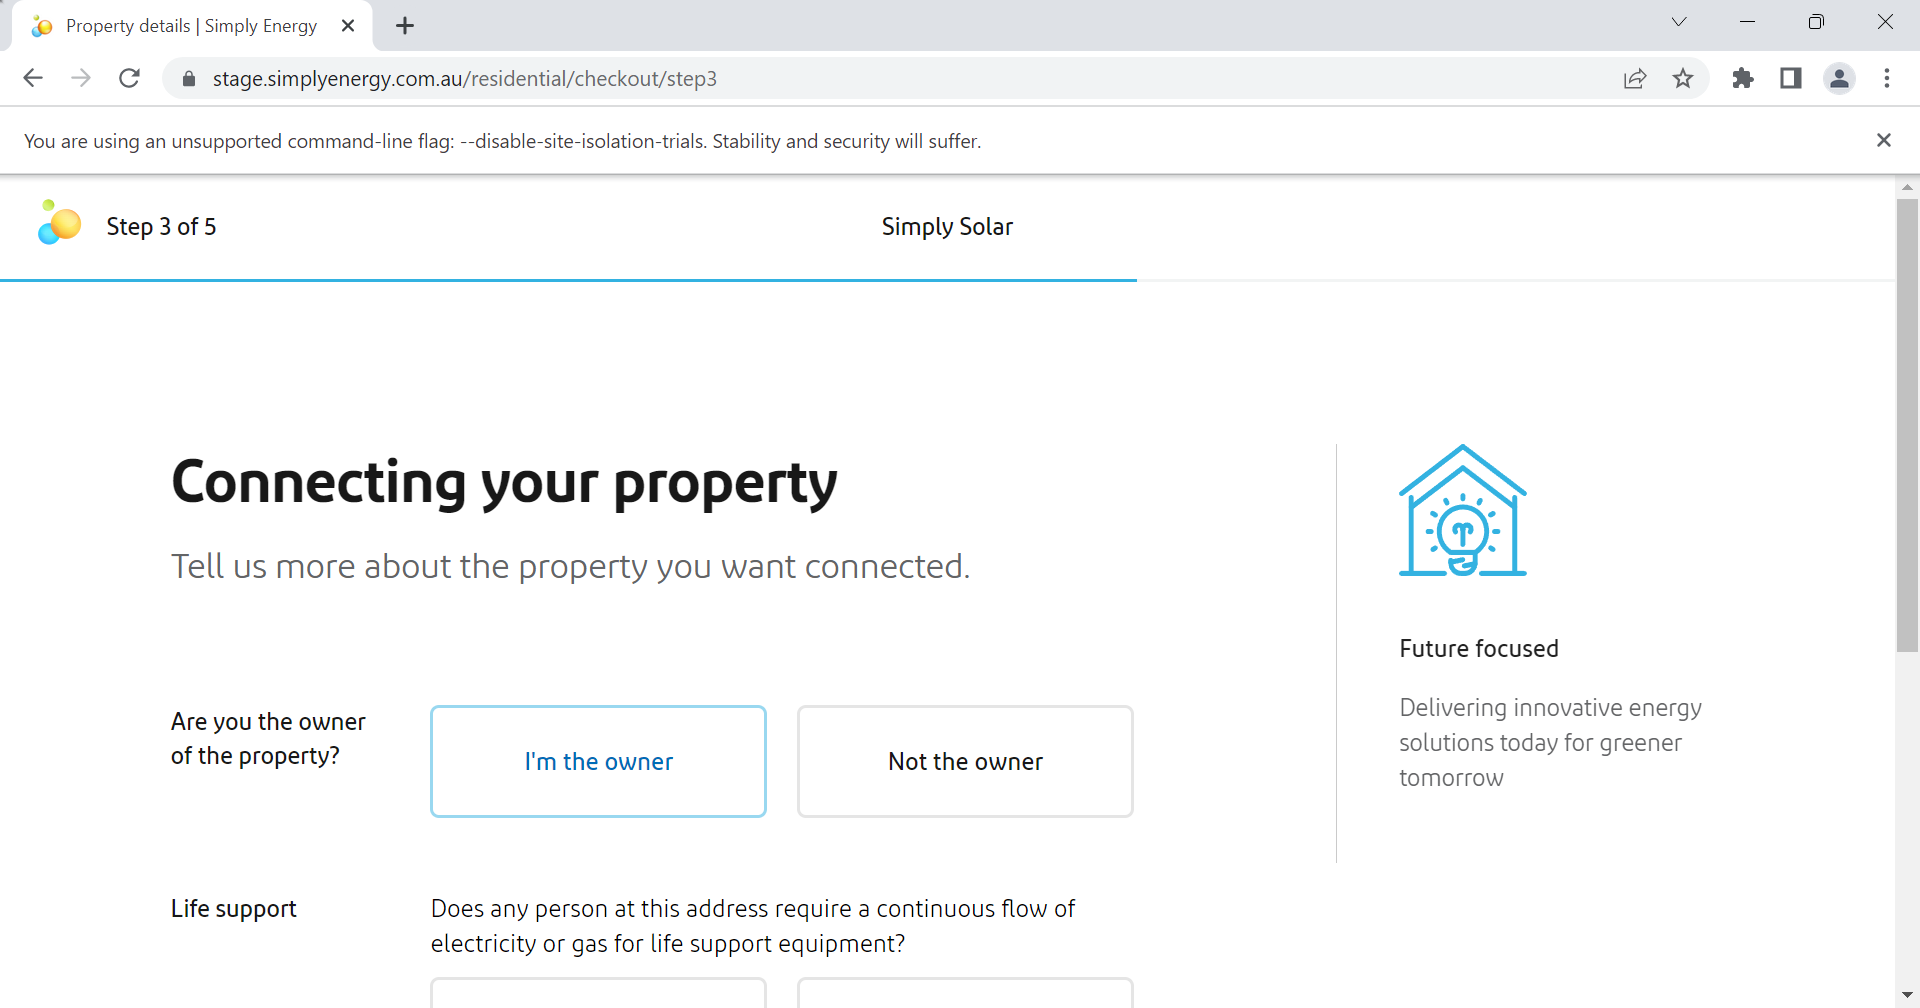 Property details | Simply Energy
stage.simplyenergy.com.au/residential/checkout/step3
You are using an unsupported command-line flag: --disable-site-isolation-trials. Stability and security will suffer.
Step 3 of 5
Simply Solar
Connecting your property
Tell us more about the property you want connected.
Are you the owner
of the property?
I'm the owner
Not the owner
Life support
Does any person at this address require a continuous flow of
electricity or gas for life support equipment?
Future focused
Delivering innovative energy
solutions today for greener
tomorrow